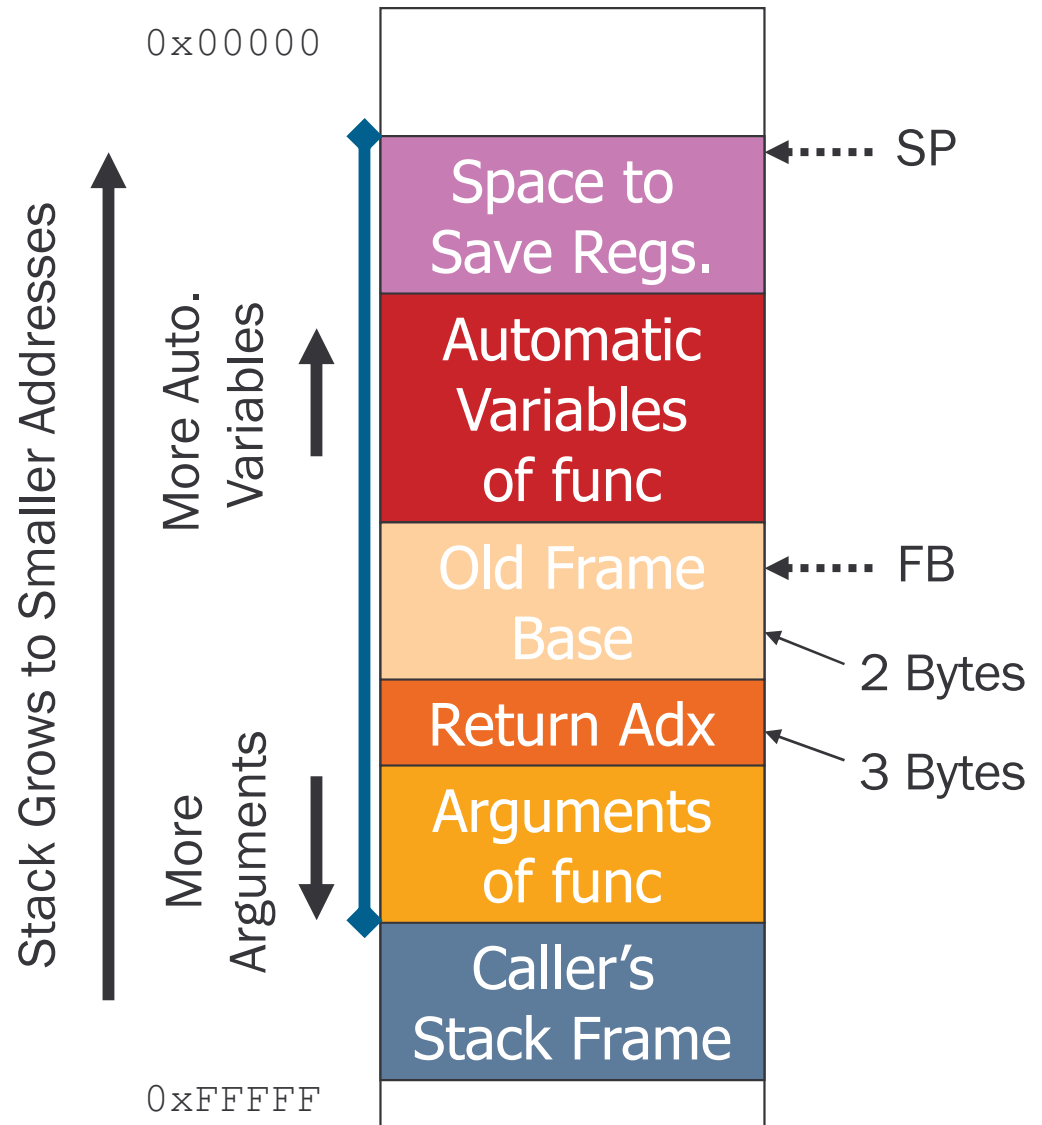 0x00000
SP
Space to
Save Regs.
Stack Grows to Smaller Addresses
More Auto.
Variables
Automatic
Variables
of func
Old Frame
Base
FB
2 Bytes
Return Adx
3 Bytes
More
Arguments
Arguments
of func
Caller's
Stack Frame
0xFFFFF